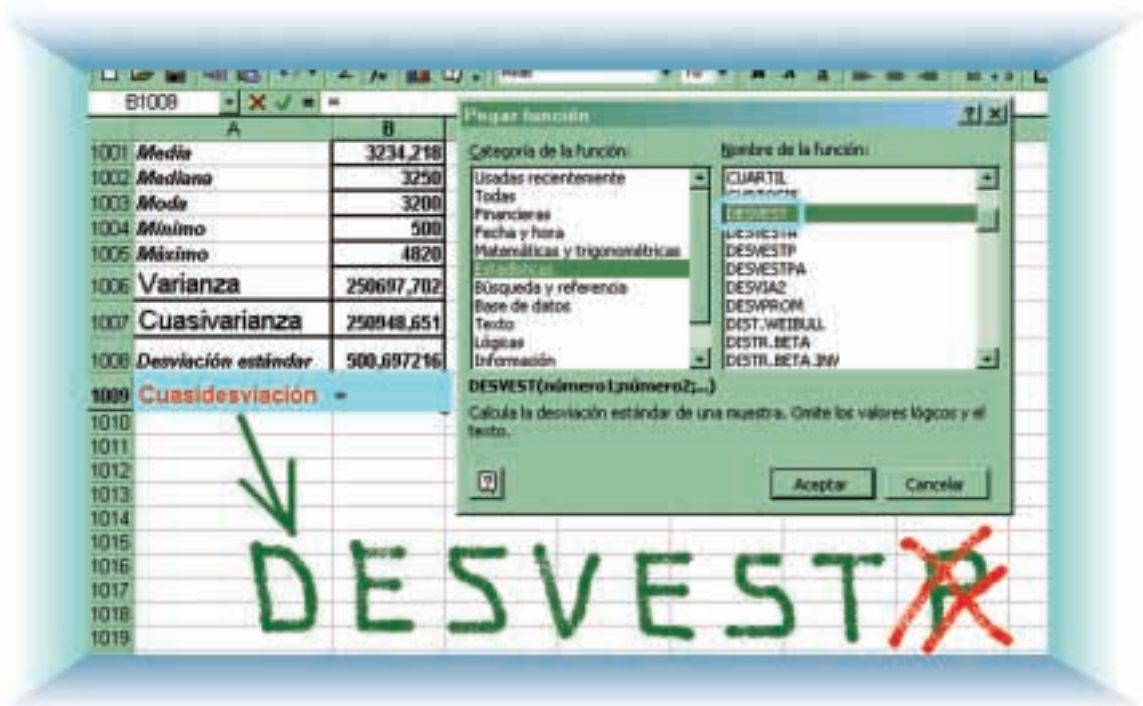 B1009 =
A B
1001 Media 3234,218
1002 Mediana 3250
1003 Moda 3200
1004 Mínimo 500
1005 Máximo 4820
1006 Varianza 250697,702
1007 Cuasivarianza 250948,651
1008 Desviación estándar 500,697216
1009 Cuasidesviación =
1010
1011
1012
1013
1014
1015
1016
1017
1018
1019
Pegar función
Categoría de la función:
Usadas recientemente
Todas
Financieras
Fecha y hora
Matemáticas y trigonométricas
Estadísticas
Búsqueda y referencia
Base de datos
Texto
Lógicas
Información
Nombre de la función:
CUARTIL
DESVEST
DESVESTP
DESVESTPA
DESVIA2
DESVPROM
DIST.WEIBULL
DISTR.BETA
DISTR.BETA.INV
DESVEST(número1;número2;...)
Calcula la desviación estándar de una muestra. Omite los valores lógicos y el
texto.
Aceptar Cancelar
DESVESTP